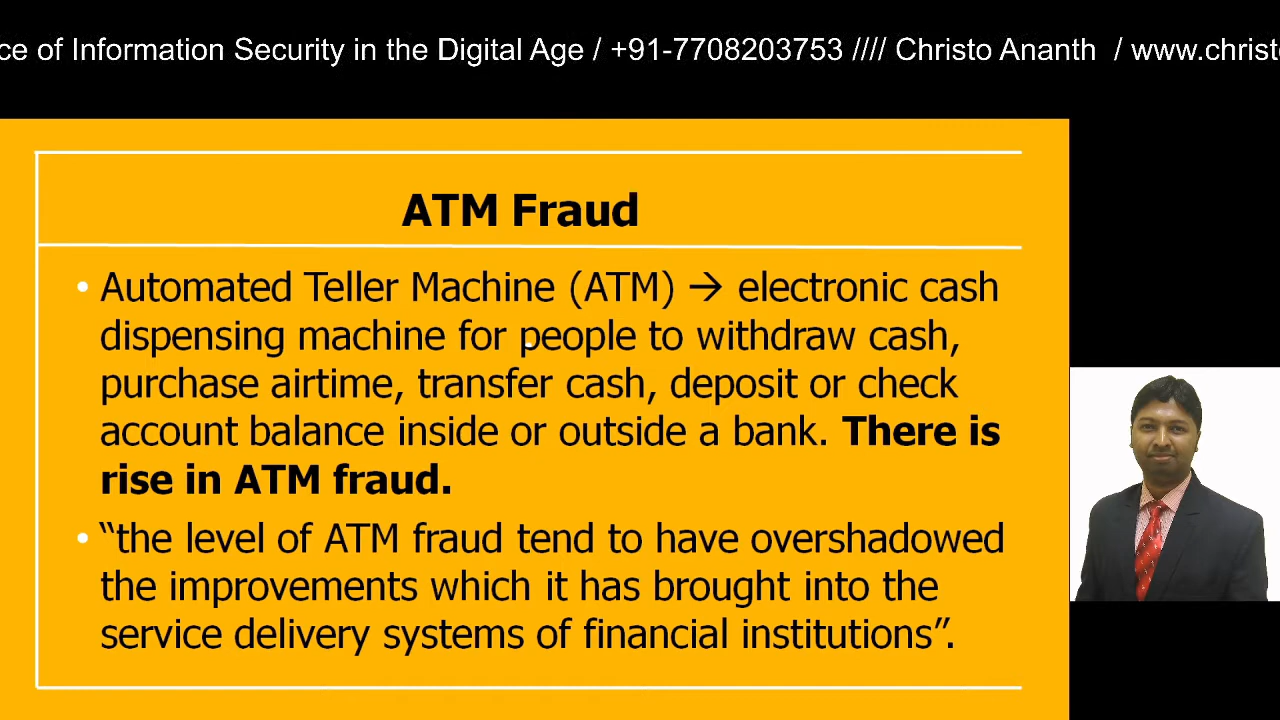 of Information Security in the Digital Age / +91-7708203753 //// Christo Ananth / www.christ
ATM Fraud
• Automated Teller Machine (ATM) → electronic cash
dispensing machine for people to withdraw cash,
purchase airtime, transfer cash, deposit or check
account balance inside or outside a bank. There is
rise in ATM fraud.
• “the level of ATM fraud tend to have overshadowed
the improvements which it has brought into the
service delivery systems of financial institutions”.